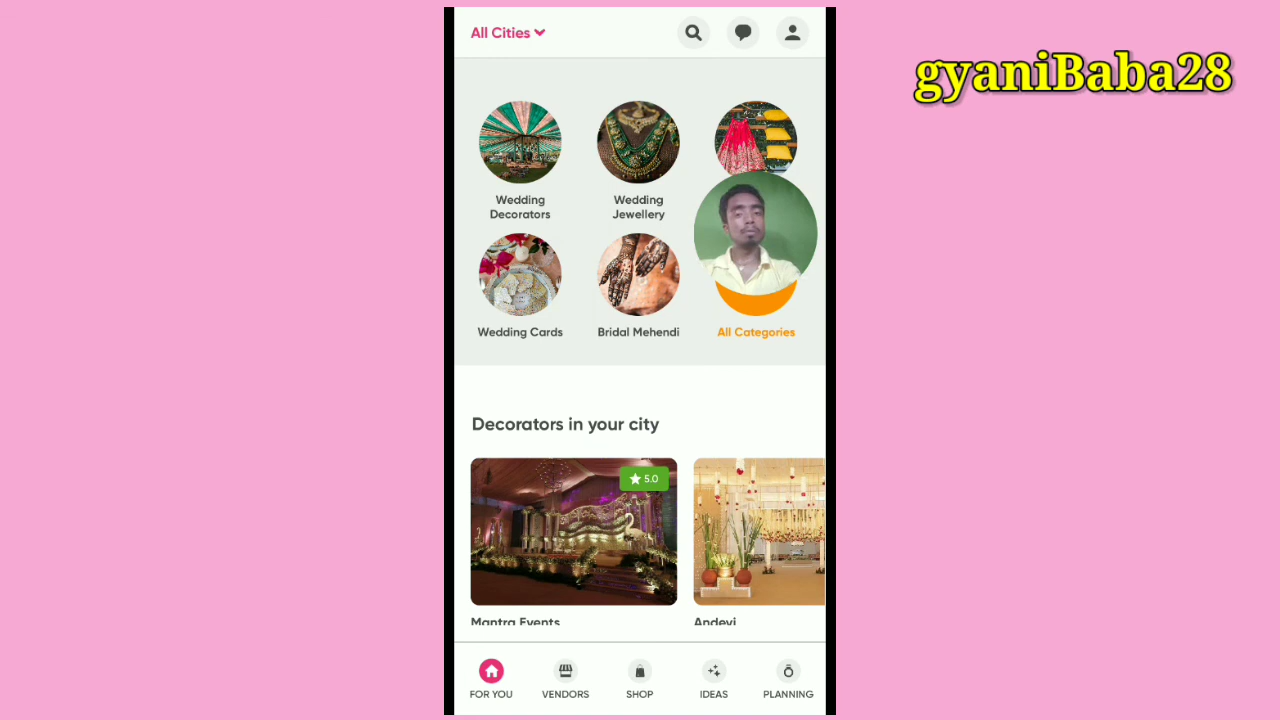 All Cities
gyaniBaba28
Wedding
Decorators
Wedding
Jewellery
Wedding Cards
Bridal Mehendi
All Categories
Decorators in your city
5.0
Mantra Events
Andevi
FOR YOU
VENDORS
SHOP
IDEAS
PLANNING